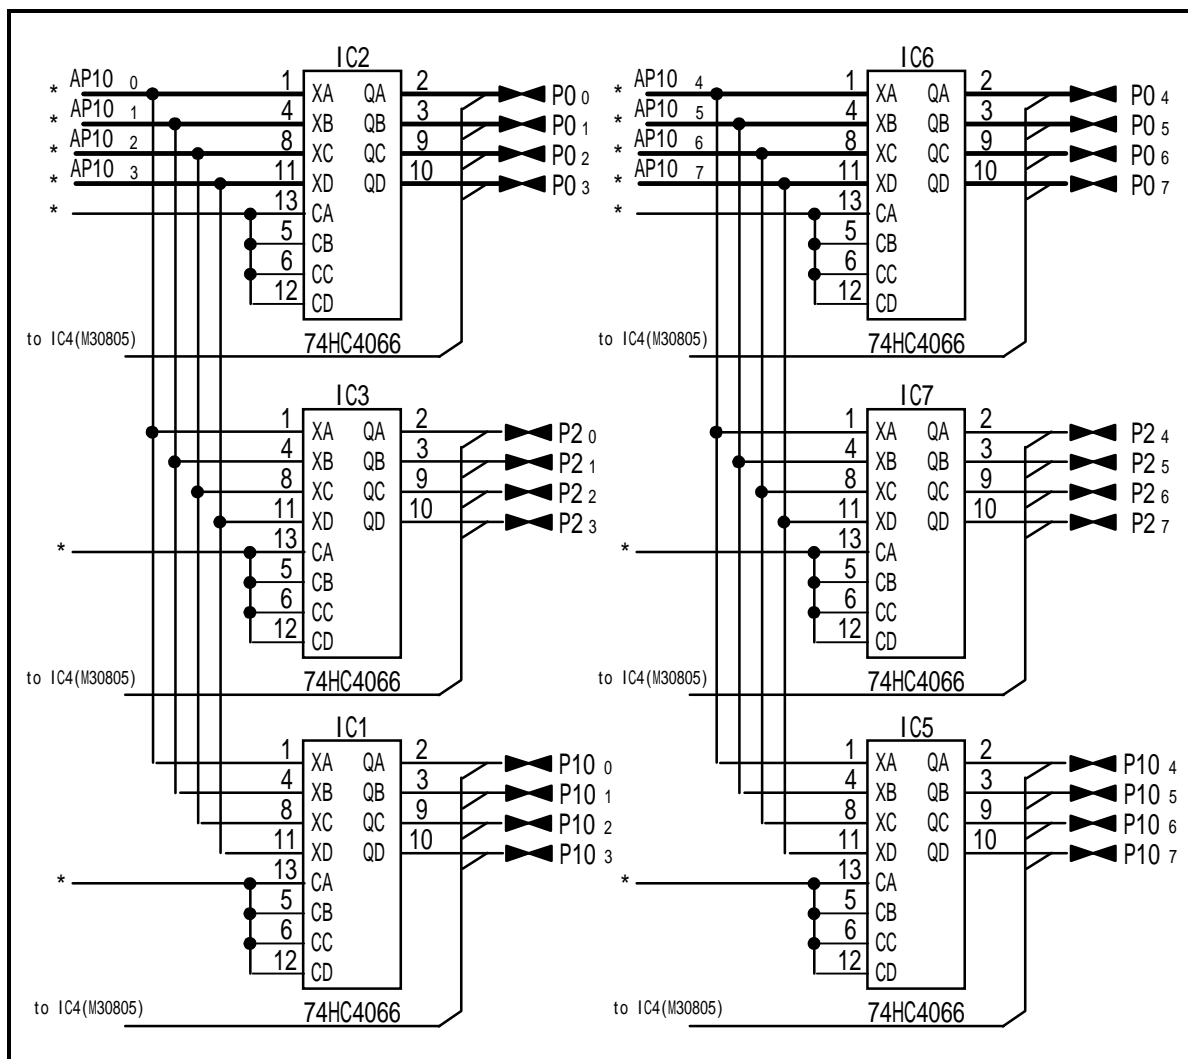 IC2
* AP10 0 1 XA QA 2 P0 0
* AP10 1 4 XB QB 3 P0 1
* AP10 2 8 XC QC 9 P0 2
* AP10 3 11 XD QD 10 P0 3
* 13 CA
5 CB
6 CC
12 CD
to IC4(M30805) 74HC4066
IC3
1 XA QA 2 P2 0
4 XB QB 3 P2 1
8 XC QC 9 P2 2
11 XD QD 10 P2 3
* 13 CA
5 CB
6 CC
12 CD
to IC4(M30805) 74HC4066
IC1
1 XA QA 2 P10 0
4 XB QB 3 P10 1
8 XC QC 9 P10 2
11 XD QD 10 P10 3
* 13 CA
5 CB
6 CC
12 CD
to IC4(M30805) 74HC4066
IC6
* AP10 4 1 XA QA 2 P0 4
* AP10 5 4 XB QB 3 P0 5
* AP10 6 8 XC QC 9 P0 6
* AP10 7 11 XD QD 10 P0 7
* 13 CA
5 CB
6 CC
12 CD
to IC4(M30805) 74HC4066
IC7
1 XA QA 2 P2 4
4 XB QB 3 P2 5
8 XC QC 9 P2 6
11 XD QD 10 P2 7
* 13 CA
5 CB
6 CC
12 CD
to IC4(M30805) 74HC4066
IC5
1 XA QA 2 P10 4
4 XB QB 3 P10 5
8 XC QC 9 P10 6
11 XD QD 10 P10 7
* 13 CA
5 CB
6 CC
12 CD
to IC4(M30805) 74HC4066